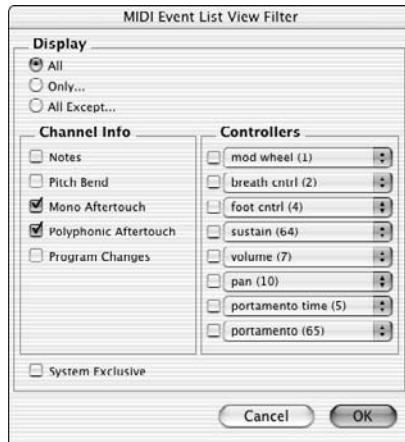 MIDI Event List View Filter
Display
All
Only...
All Except...
Channel Info
Notes
Pitch Bend
Mono Aftertouch
Polyphonic Aftertouch
Program Changes
Controllers
mod wheel (1)
breath cntrl (2)
foot cntrl (4)
sustain (64)
volume (7)
pan (10)
portamento time (5)
portamento (65)
System Exclusive
Cancel
OK